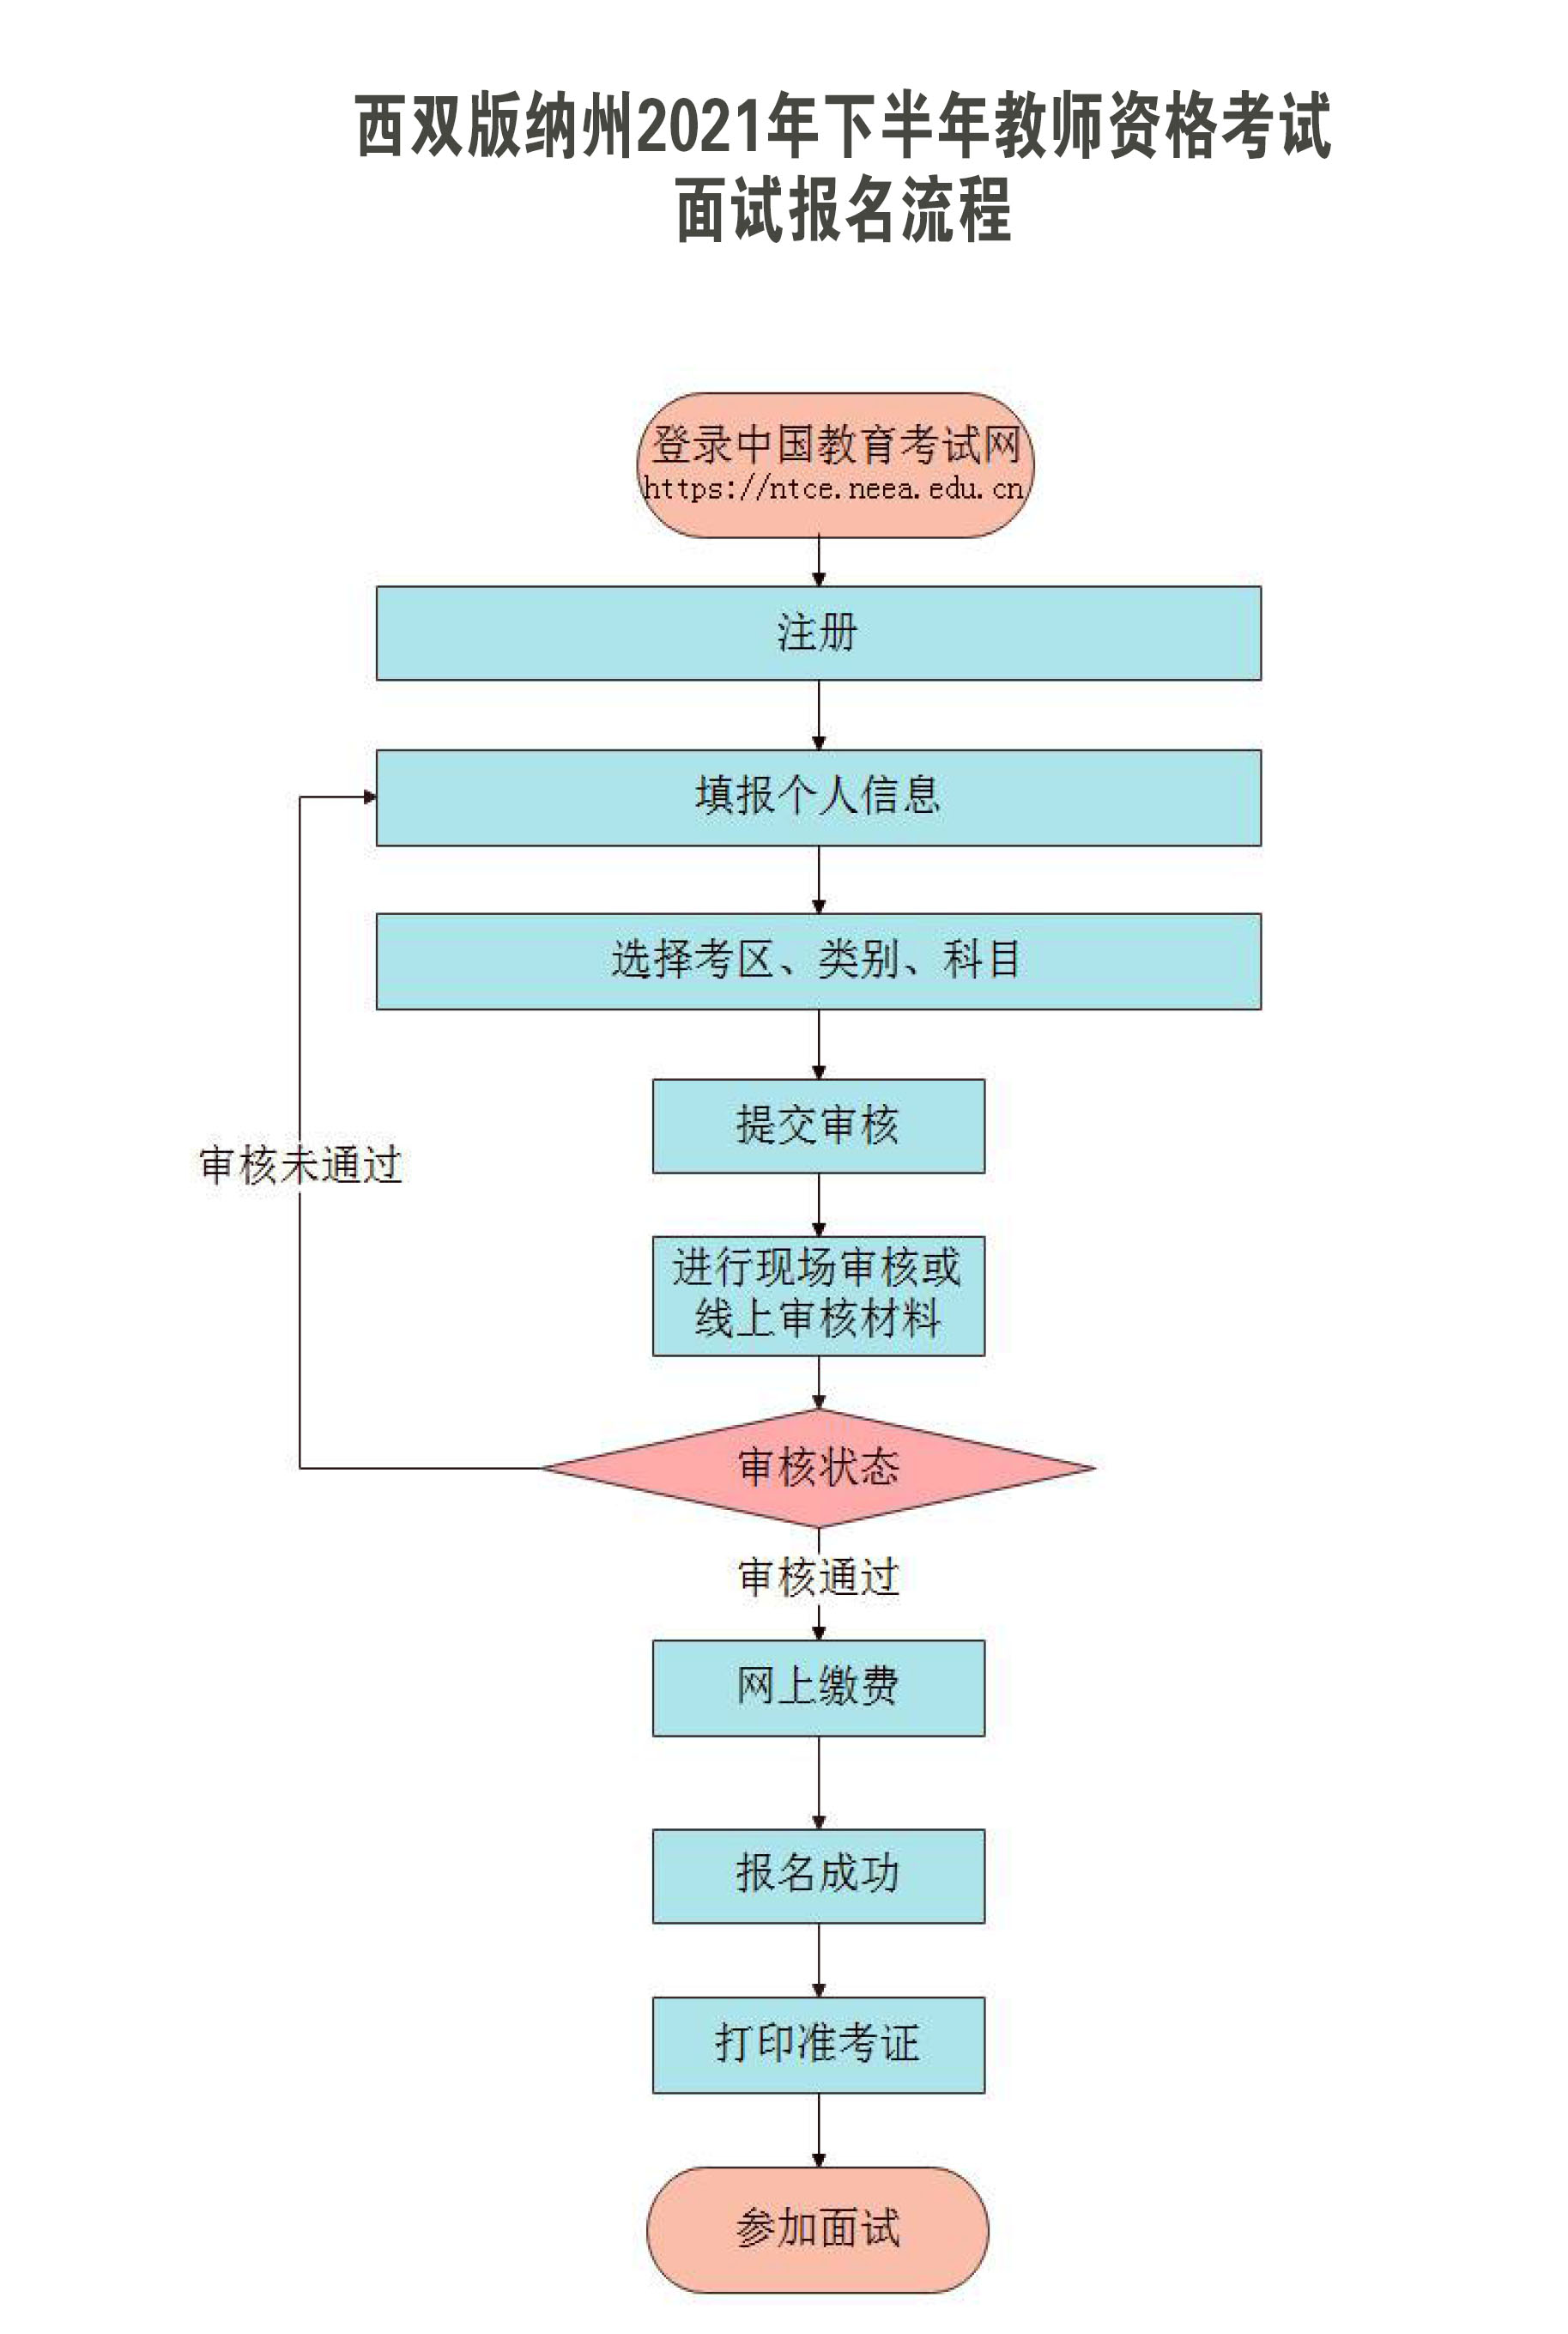 西双版纳州2021年下半年教师资格考试
面试报名流程
登录中国教育考试网
https://ntce.neea.edu.cn
注册
填报个人信息
选择考区、类别、科目
提交审核
审核未通过
进行现场审核或
线上审核材料
审核状态
审核通过
网上缴费
报名成功
打印准考证
参加面试